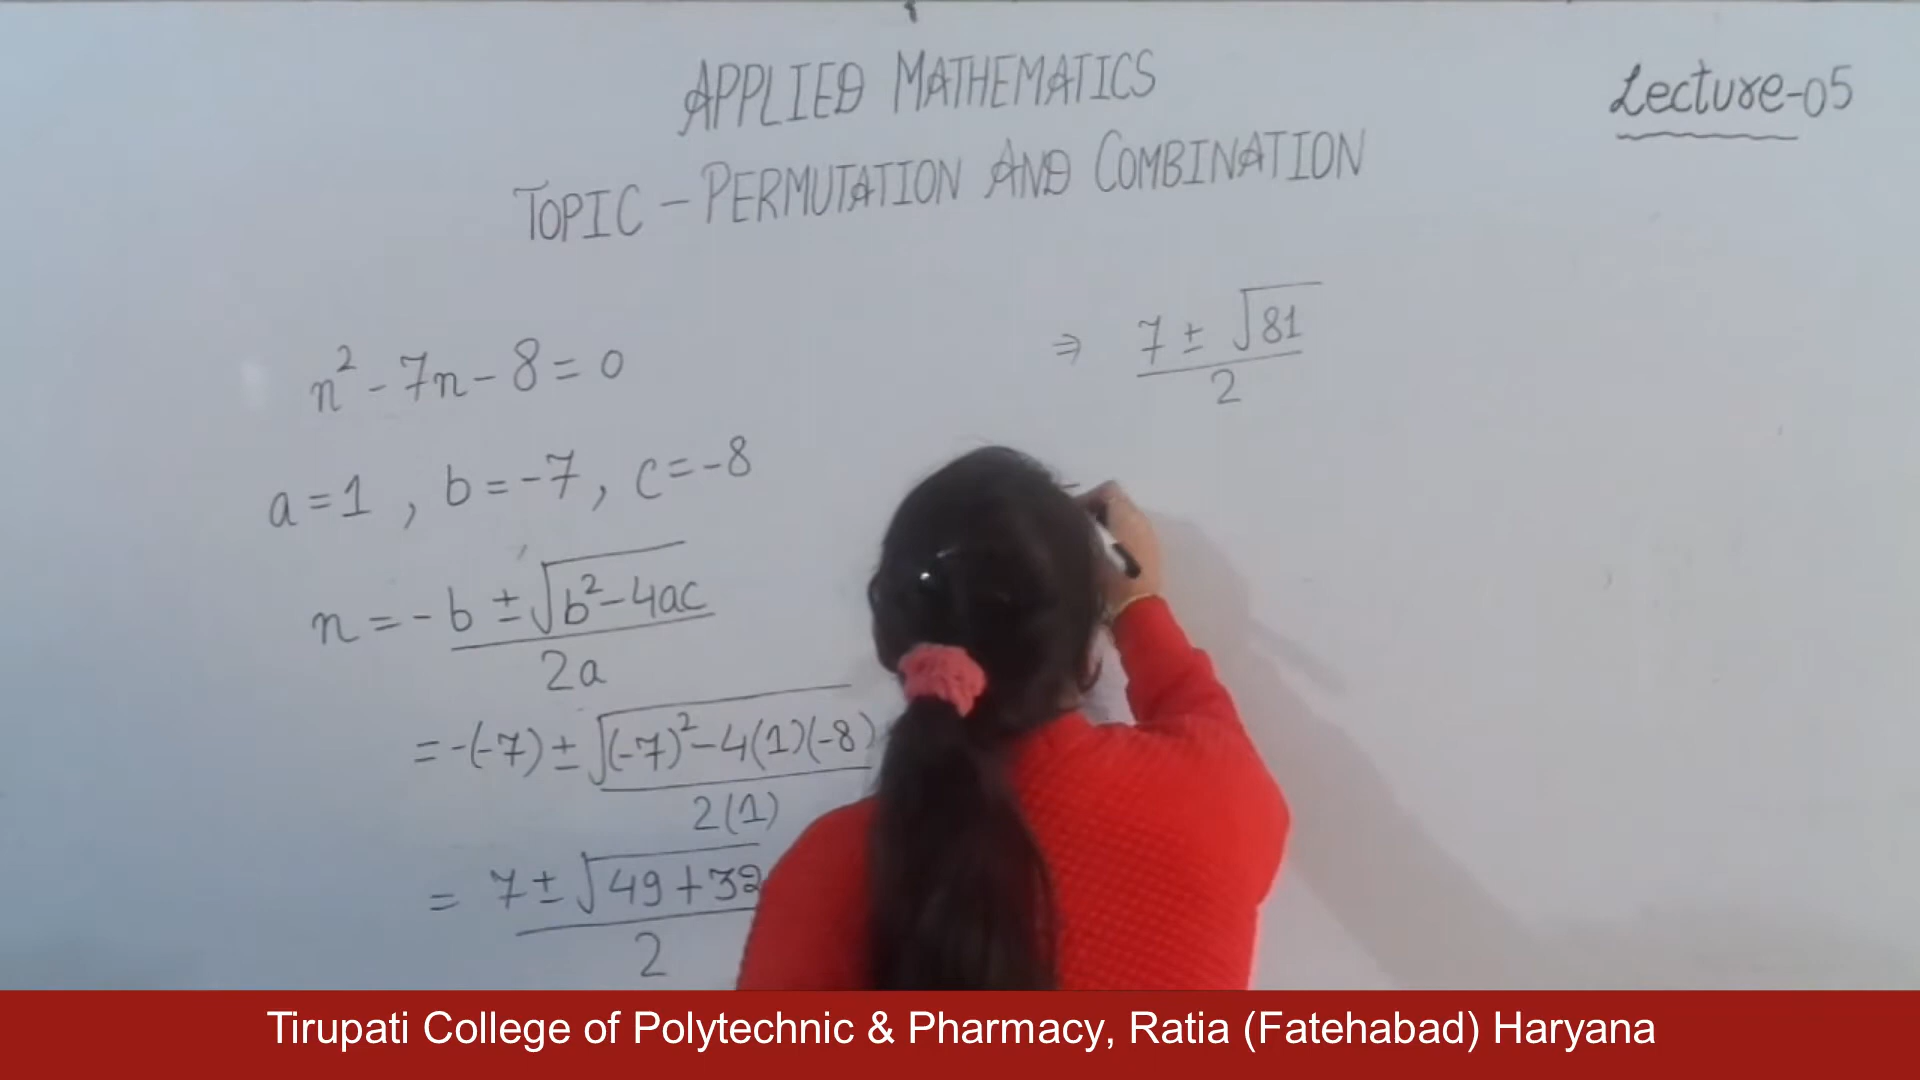 APPLIED MATHEMATICS
Lecture-05
TOPIC - PERMUTATION AND COMBINATION
n² - 7n - 8 = 0
a = 1 , b = -7 , c = -8
n = -b ± √b² - 4ac
2a
= -(-7) ± √(-7)² - 4(1)(-8)
2(1)
= 7 ± √49 + 32
2
⇒ 7 ± √81
2
Tirupati College of Polytechnic & Pharmacy, Ratia (Fatehabad) Haryana